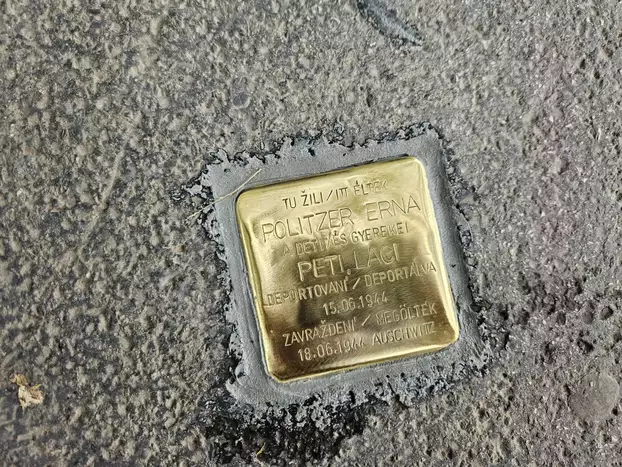 TU ŽILI / ITT ÉLTEK
POLITZER ERNA
A DETI / ÉS GYEREKEI
PETI, LACI
DEPORTOVANÍ / DEPORTÁLVA
15.06.1944
ZAVRAŽDENÍ / MEGÖLTÉK
18.06.1944 AUSCHWITZ